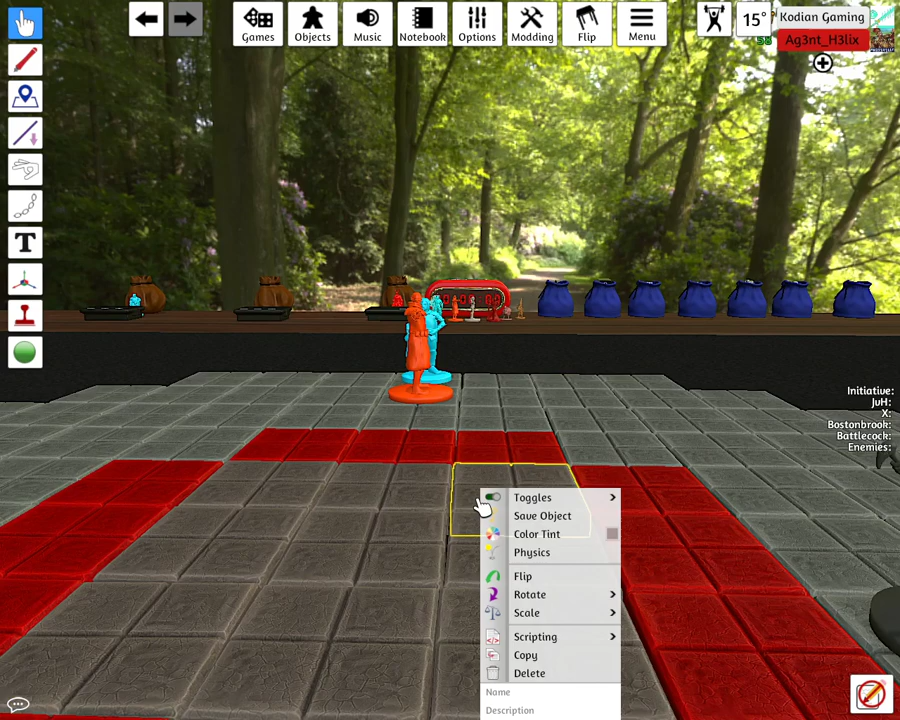 Games
Objects
Music
Notebook
Options
Modding
Flip
Menu
15°
Kodian Gaming
58
Ag3nt_H3lix
T
Initiative:
JuH:
X:
Bostonbrook:
Battlecock:
Enemies:
Toggles
Save Object
Color Tint
Physics
Flip
Rotate
Scale
Scripting
Copy
Delete
Name
Description